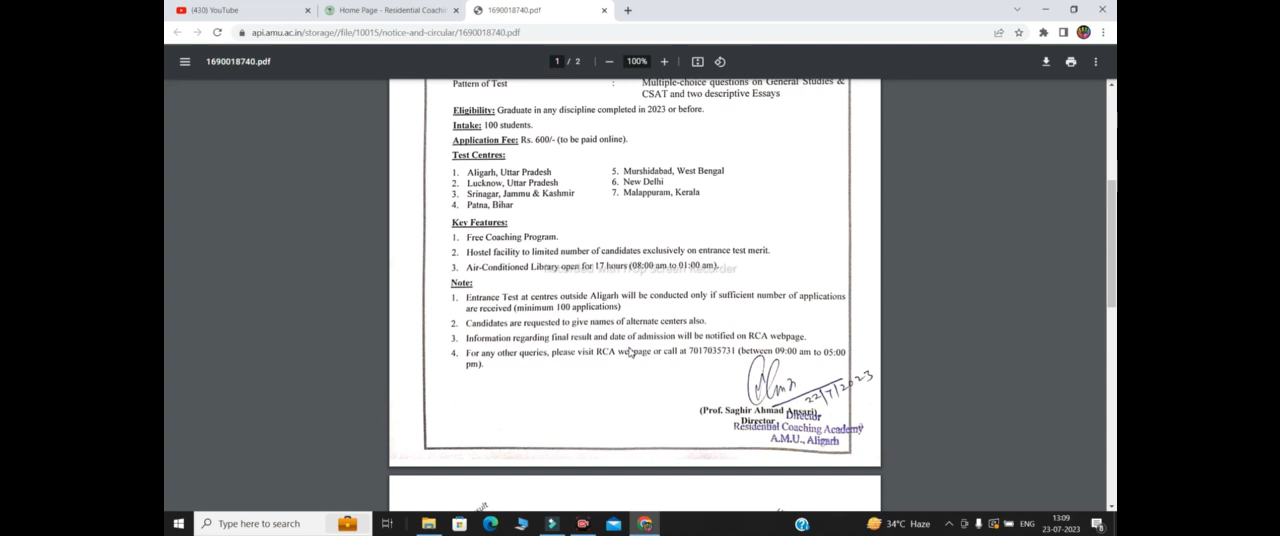 (430) YouTube
Home Page - Residential Coachin
1690018740.pdf
api.amu.ac.in/storage//file/10015/notice-and-circular/1690018740.pdf
1690018740.pdf
1 / 2
100%
Pattern of Test : Multiple-choice questions on General Studies &
CSAT and two descriptive Essays
Eligibility: Graduate in any discipline completed in 2023 or before.
Intake: 100 students.
Application Fee: Rs. 600/- (to be paid online).
Test Centres:
1. Aligarh, Uttar Pradesh
2. Lucknow, Uttar Pradesh
3. Srinagar, Jammu & Kashmir
4. Patna, Bihar
5. Murshidabad, West Bengal
6. New Delhi
7. Malappuram, Kerala
Key Features:
1. Free Coaching Program.
2. Hostel facility to limited number of candidates exclusively on entrance test merit.
3. Air-Conditioned Library open for 17 hours (08:00 am to 01:00 am).
Screen Recorder
Note:
1. Entrance Test at centres outside Aligarh will be conducted only if sufficient number of applications
are received (minimum 100 applications)
2. Candidates are requested to give names of alternate centers also.
3. Information regarding final result and date of admission will be notified on RCA webpage.
4. For any other queries, please visit RCA webpage or call at 7017035731 (between 09:00 am to 05:00
pm).
22/7/2023
(Prof. Saghir Ahmad Ansari)
Director
Director
Residential Coaching Academy
A.M.U., Aligarh
Type here to search
34°C Haze
ENG
13:09
23-07-2023